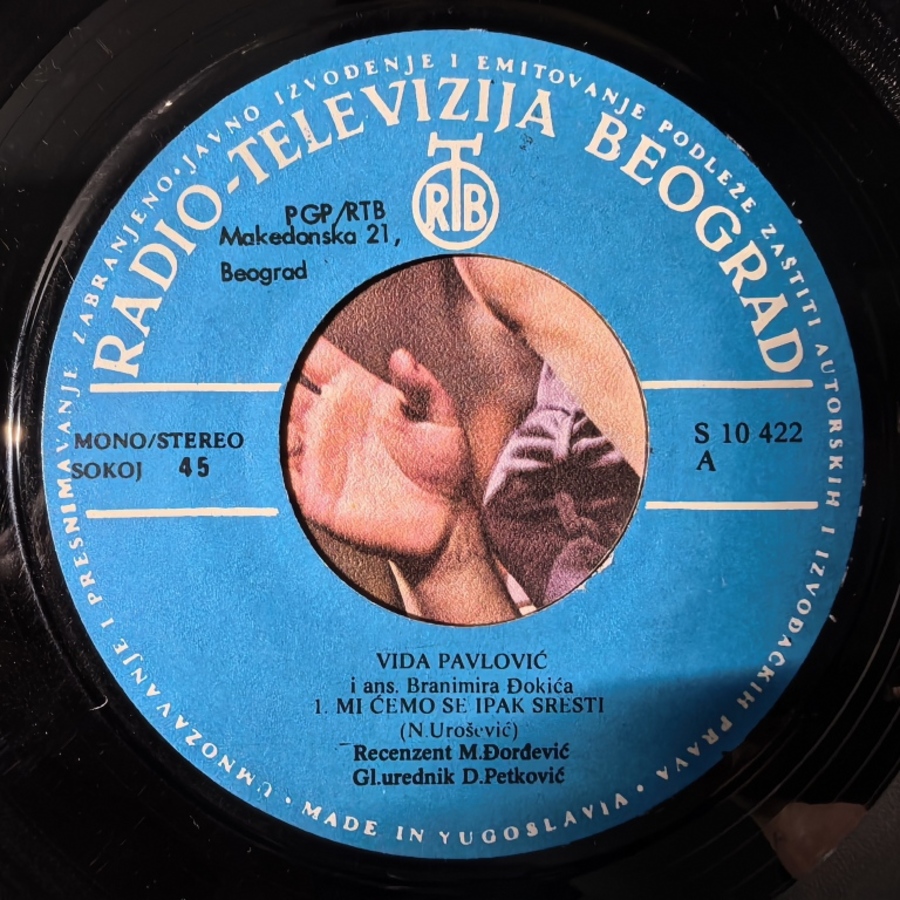 UMNOŽAVANJE I PRESNIMAVANJE ZABRANJENO • JAVNO IZVOĐENJE I EMITOVANJE PODLEŽE ZAŠTITI AUTORSKIH I IZVOĐAČKIH PRAVA • MADE IN YUGOSLAVIA •
RADIO-TELEVIZIJA BEOGRAD
RTB
PGP/RTB
Makedonska 21,
Beograd
MONO/STEREO
SOKOJ 45
S 10 422
A
VIDA PAVLOVIĆ
i ans. Branimira Đokića
1. MI ĆEMO SE IPAK SRESTI
(N.Urošević)
Recenzent M.Đorđević
Gl.urednik D.Petković